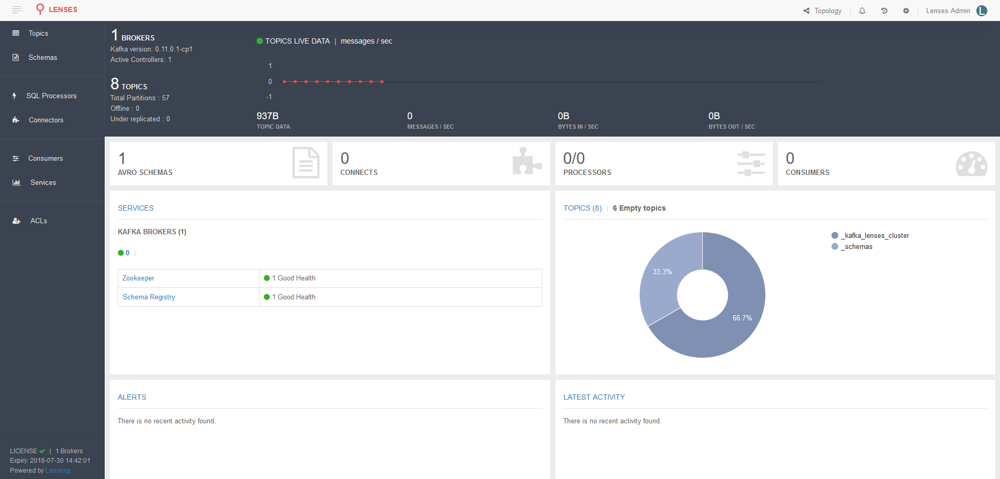 LENSES
Topology
Lenses Admin
L
Topics
Schemas
SQL Processors
Connectors
Consumers
Services
ACLs
LICENSE | 1 Brokers
Expiry: 2018-07-30 14:42:01
Powered by Landoop
1 BROKERS
Kafka version: 0.11.0.1-cp1
Active Controllers: 1
8 TOPICS
Total Partitions : 57
Offline : 0
Under replicated : 0
TOPICS LIVE DATA | messages / sec
1
0
-1
937B
TOPIC DATA
0
MESSAGES / SEC
0B
BYTES IN / SEC
0B
BYTES OUT / SEC
1
AVRO SCHEMAS
0
CONNECTS
0/0
PROCESSORS
0
CONSUMERS
SERVICES
KAFKA BROKERS (1)
0 |
Zookeeper
1 Good Health
Schema Registry
1 Good Health
TOPICS (8) | 6 Empty topics
33.3%
66.7%
_kafka_lenses_cluster
_schemas
ALERTS
There is no recent activity found.
LATEST ACTIVITY
There is no recent activity found.